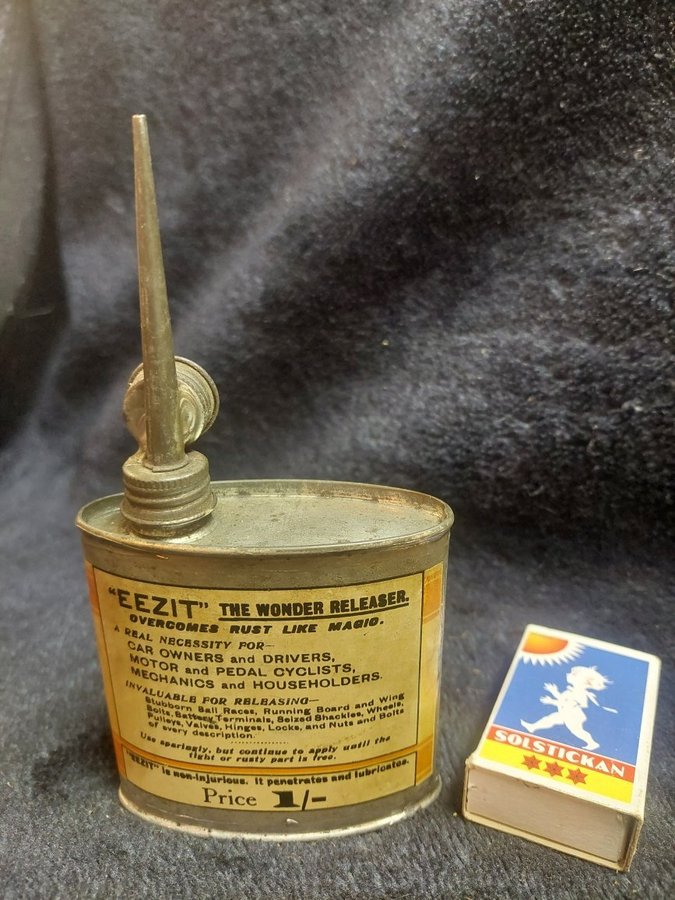 "EEZIT" THE WONDER RELEASER.
OVERCOMES RUST LIKE MAGIC.
A REAL NECESSITY FOR—
CAR OWNERS and DRIVERS,
MOTOR and PEDAL CYCLISTS,
MECHANICS and HOUSEHOLDERS.
INVALUABLE FOR RELEASING—
Stubborn Ball Races, Running Board and Wing
Bolts, Battery Terminals, Seized Shackles, Wheels,
Pulleys, Valves, Hinges, Locks, and Nuts and Bolts
of every description.
Use sparingly, but continue to apply until the
tight or rusty part is free.
"EEZIT" is non-injurious. It penetrates and lubricates.
Price 1/-
SOLSTICKAN